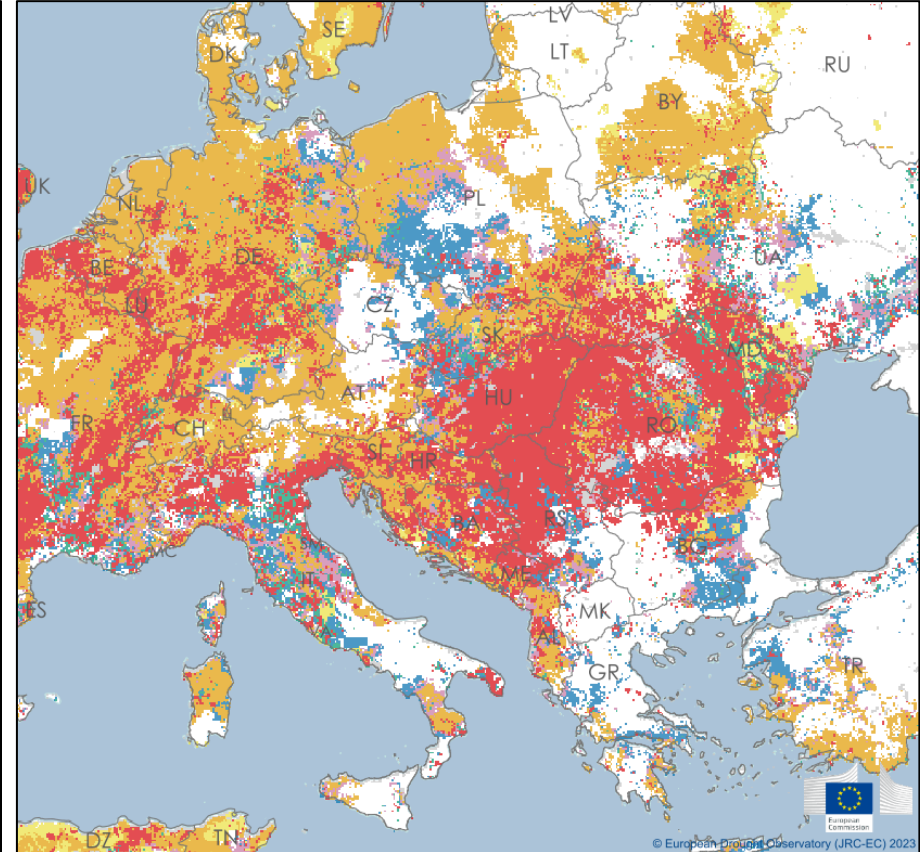 LV
SE
LT
DK
RU
BY
UK
NL
PL
DE
BE
UA
LU
CZ
SK
MD
AT
HU
FR
CH
RO
SI
HR
BA
RS
BG
MC
IT
ME
ES
MK
AL
GR
TR
European
Commission
DZ
TN
© European Drought Observatory (JRC-EC) 2023